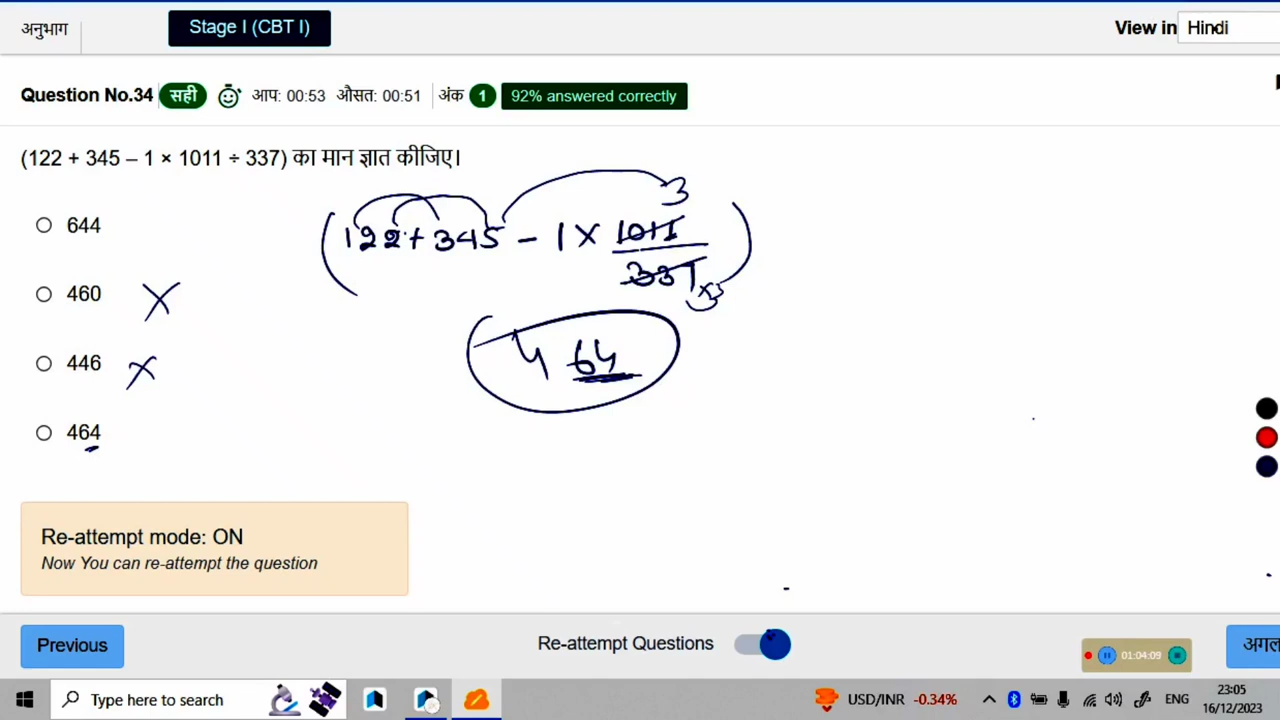 अनुभाग
Stage I (CBT I)
View in Hindi
Question No.34 सही आप: 00:53 औसत: 00:51 अंक 1 92% answered correctly
(122 + 345 – 1 × 1011 ÷ 337) का मान ज्ञात कीजिए।
644
460
446
464
(122+345 - 1 × 1011/337 )
3
×3
464
Re-attempt mode: ON
Now You can re-attempt the question
Previous
Re-attempt Questions
01:04:09
अगल
Type here to search
USD/INR -0.34%
ENG
23:05
16/12/2023